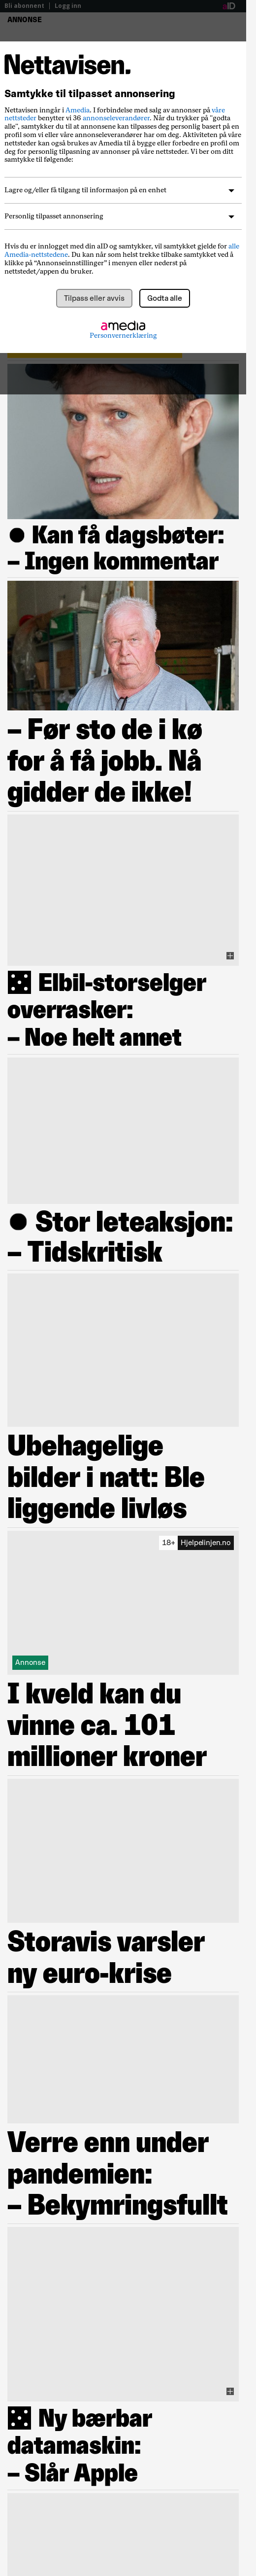 Bli abonnent | Logg inn
aID
ANNONSE
Nettavisen.
Samtykke til tilpasset annonsering
Nettavisen inngår i Amedia. I forbindelse med salg av annonser på våre
nettsteder benytter vi 36 annonseleverandører. Når du trykker på "godta
alle", samtykker du til at annonsene kan tilpasses deg personlig basert på en
profil som vi eller våre annonseleverandører har om deg. Aktiviteten på våre
nettsteder kan også brukes av Amedia til å bygge eller forbedre en profil om
deg for personlig tilpasning av annonser på våre nettsteder. Vi ber om ditt
samtykke til følgende:
Lagre og/eller få tilgang til informasjon på en enhet
Personlig tilpasset annonsering
Hvis du er innlogget med din aID og samtykker, vil samtykket gjelde for alle
Amedia-nettstedene. Du kan når som helst trekke tilbake samtykket ved å
klikke på “Annonseinnstillinger” i menyen eller nederst på
nettstedet/appen du bruker.
Tilpass eller avvis
Godta alle
amedia
Personvernerklæring
Kan få dagsbøter:
– Ingen kommentar
– Før sto de i kø
for å få jobb. Nå
gidder de ikke!
Elbil-storselger
overrasker:
– Noe helt annet
Stor leteaksjon:
– Tidskritisk
Ubehagelige
bilder i natt: Ble
liggende livløs
18+ Hjelpelinjen.no
Annonse
I kveld kan du
vinne ca. 101
millioner kroner
Storavis varsler
ny euro-krise
Verre enn under
pandemien:
– Bekymringsfullt
Ny bærbar
datamaskin:
– Slår Apple